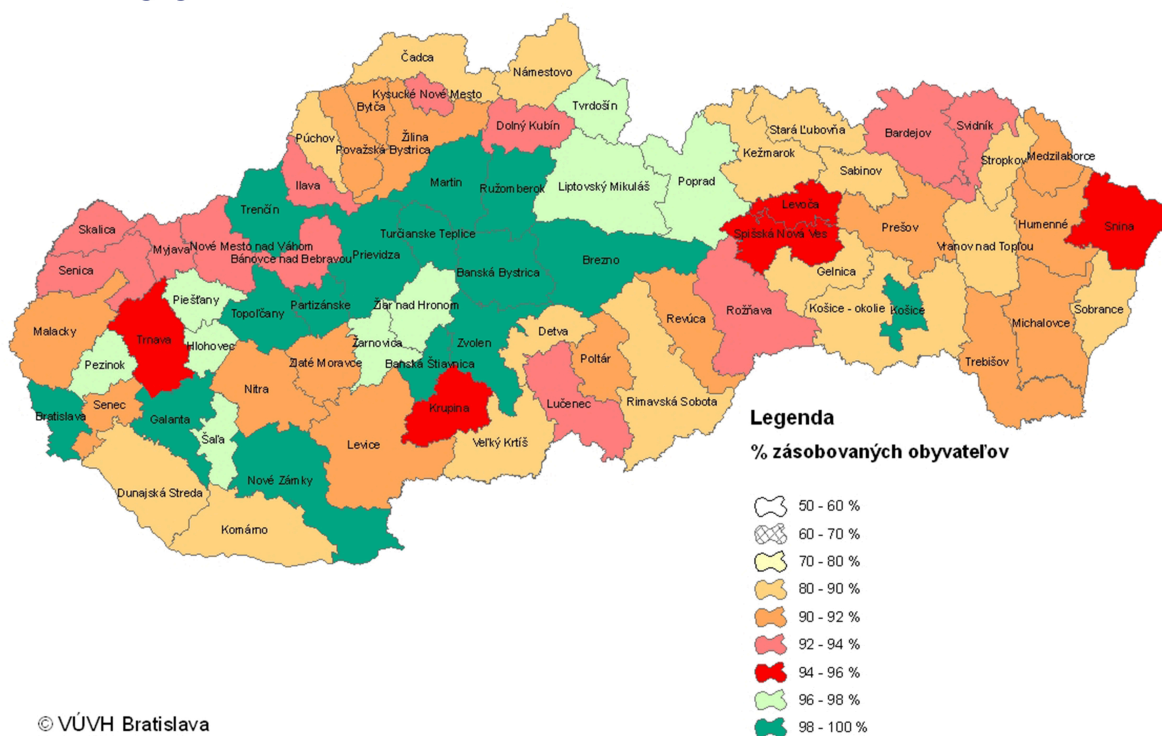 Čadca
Námestovo
Kysucké Nové Mesto
Tvrdošín
Bytča
Púchov
Žilina
Dolný Kubín
Považská Bystrica
Stará Ľubovňa
Bardejov
Svidník
Kežmarok
Stropkov
Medzilaborce
Sabinov
Ilava
Martin
Ružomberok
Liptovský Mikuláš
Poprad
Trenčín
Levoča
Skalica
Turčianske Teplice
Spišská Nová Ves
Prešov
Humenné
Snina
Myjava
Nové Mesto nad Váhom
Vranov nad Topľou
Senica
Bánovce nad Bebravou
Prievidza
Banská Bystrica
Brezno
Gelnica
Piešťany
Partizánske
Žiar nad Hronom
Topoľčany
Rožňava
Košice - okolie
Košice
Sobrance
Malacky
Trnava
Hlohovec
Žarnovica
Zvolen
Detva
Revúca
Michalovce
Pezinok
Zlaté Moravce
Banská Štiavnica
Poltár
Trebišov
Nitra
Bratislava
Senec
Galanta
Krupina
Lučenec
Rimavská Sobota
Šaľa
Levice
Veľký Krtíš
Nové Zámky
Dunajská Streda
Komárno
Legenda
% zásobovaných obyvateľov
50 - 60 %
60 - 70 %
70 - 80 %
80 - 90 %
90 - 92 %
92 - 94 %
94 - 96 %
96 - 98 %
98 - 100 %
© VÚVH Bratislava